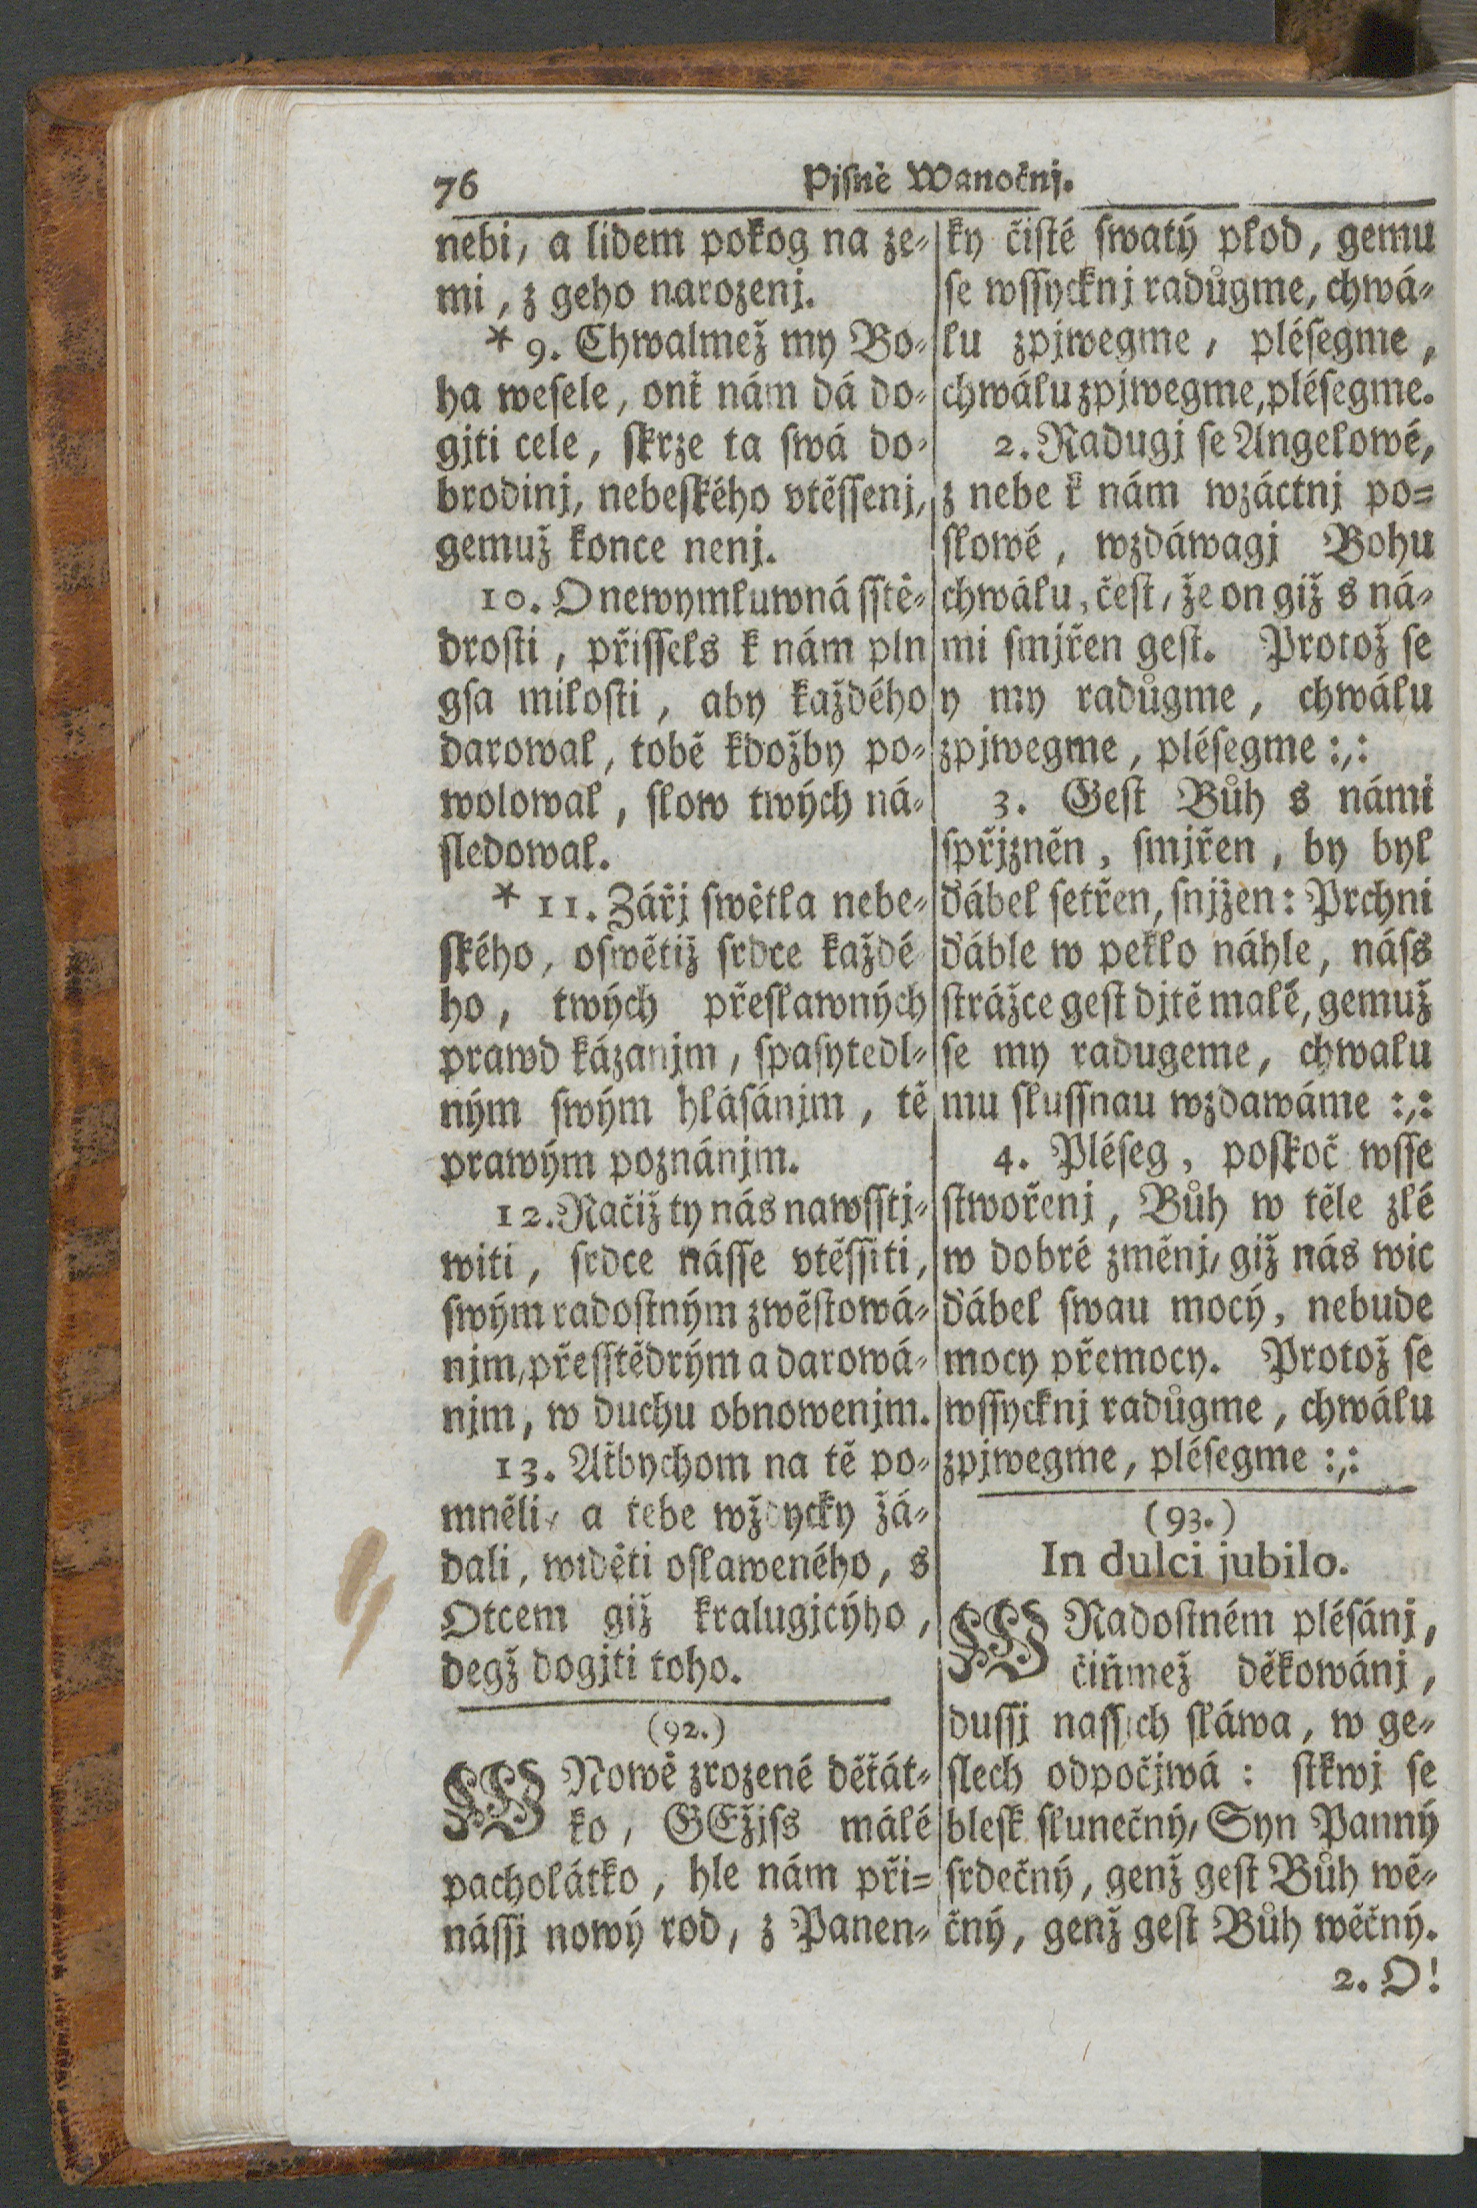 76 Pjſně Wanočnj.
nebi, a lidem pokog na ze-
mi, z geho narozenj.
* 9. Chwalmež my Bo-
ha weſele, onť nám dá do-
gjti cele, ſkrze ta ſwá do-
brodinj, nebeſkého vtěſſenj,
gemuž konce nenj.
10. O newymluwná ſſtě-
droſti, přiſſels k nám pln
gſa miloſti, aby každého
darowal, tobě kdožby po-
wolowal, ſlow twých ná-
ſledowal.
* 11. Zářj ſwětla nebe-
ſkého, oſwětiž ſrdce každé
ho, twých přeſlawných
prawd kázanjm, ſpaſytedl-
ným ſwým hláſánjm, tě
prawým poznánjm.
12. Račiž ty nás nawſſtj-
witi, ſrdce náſſe vtěſſiti,
ſwým radoſtným zwěſtowá-
njm, přeſſtědrým a darowá-
njm, w duchu obnowenjm.
13. Aťbychom na tě po-
mněli, a tebe wždycky žá-
dali, widěti oſlaweného, s
Otcem giž kralugjcýho,
degž dogjti toho.
(92.)
W Nowě zrozené děťát-
ko, GEžjſs málé
pacholátko, hle nám při-
náſſj nowý rod, z Panen-
ky čiſté ſwatý plod, gemu
ſe wſſycknj radůgme, chwá-
lu zpjwegme, pléſegme,
chwálu zpjwegme, pléſegme.
2. Radugj ſe Angelowé,
z nebe k nám wzáctnj po-
ſlowé, wzdáwagj Bohu
chwálu, čeſt, že on giž s ná-
mi ſmjřen geſt. Protož ſe
y my radůgme, chwálu
zpjwegme, pléſegme :,:
3. Geſt Bůh s námi
ſpřjzněn, ſmjřen, by byl
ďábel ſetřen, ſnjžen: Prchni
ďáble w peklo náhle, náſs
ſtrážce geſt djtě malé, gemuž
ſe my radugeme, chwalu
mu ſluſſnau wzdawáme :,:
4. Pléſeg, poſkoč wſſe
ſtwořenj, Bůh w těle zlé
w dobré změnj, giž nás wic
ďábel ſwau mocý, nebude
mocy přemocy. Protož ſe
wſſycknj radůgme, chwálu
zpjwegme, pléſegme :,:
(93.)
In dulci jubilo.
W Radoſtném pléſánj,
čiňmež děkowánj,
duſſj naſſich ſláwa, w ge-
ſlech odpočjwá: ſtkwj ſe
bleſk ſlunečný, Syn Panný
ſrdečný, genž geſt Bůh wě-
čný, genž geſt Bůh wěčný.
2. O!